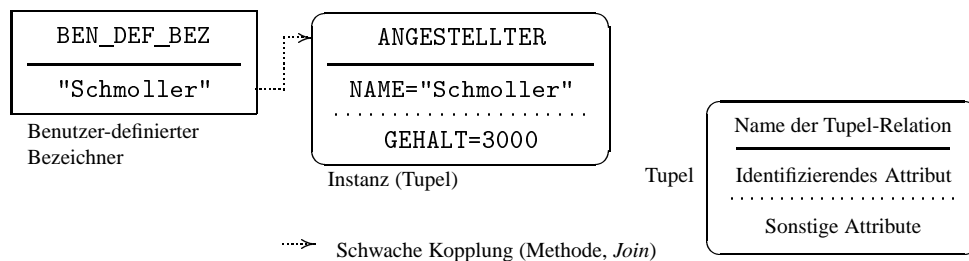 BEN_DEF_BEZ
"Schmoller"
Benutzer-definierter
Bezeichner
ANGESTELLTER
NAME="Schmoller"
GEHALT=3000
Instanz (Tupel)
Tupel
Name der Tupel-Relation
Identifizierendes Attribut
Sonstige Attribute
Schwache Kopplung (Methode, Join)